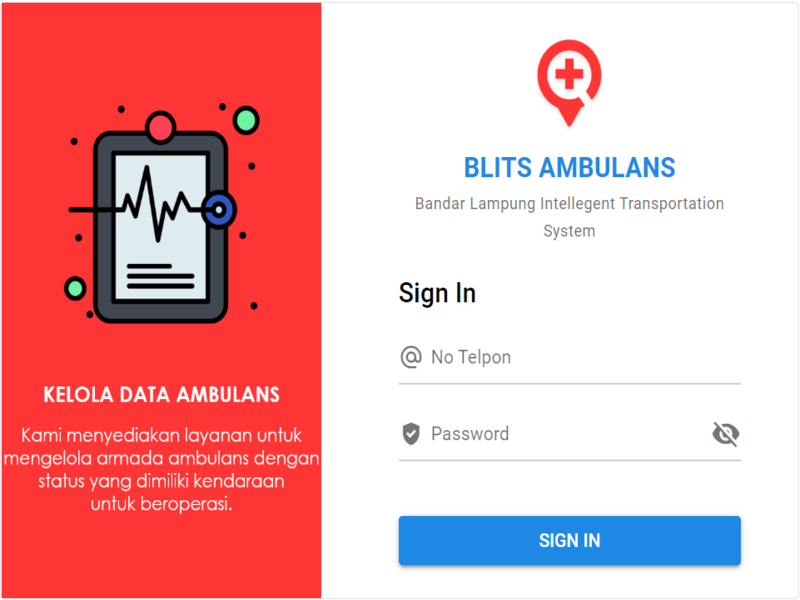 KELOLA DATA AMBULANS
Kami menyediakan layanan untuk
mengelola armada ambulans dengan
status yang dimiliki kendaraan
untuk beroperasi.
BLITS AMBULANS
Bandar Lampung Intellegent Transportation
System
Sign In
@ No Telpon
Password
SIGN IN